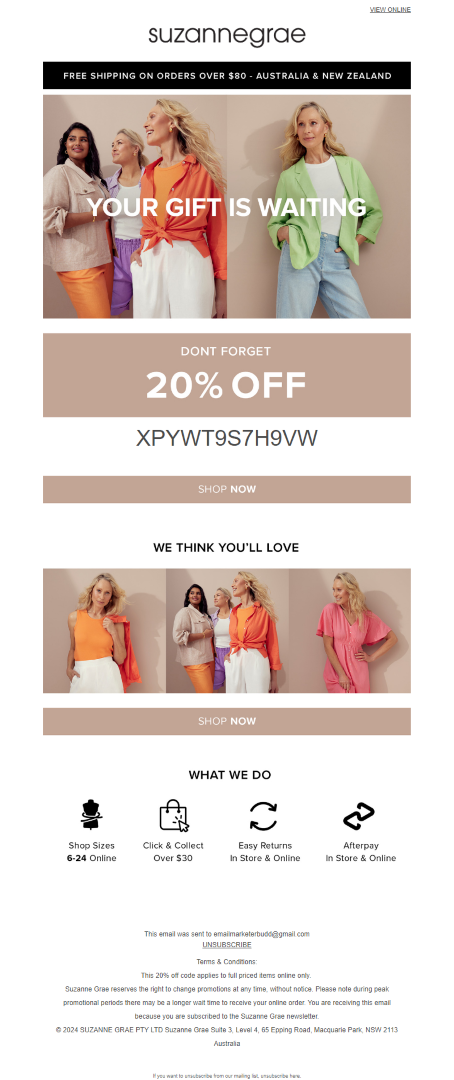 VIEW ONLINE
suzannegrae
FREE SHIPPING ON ORDERS OVER $80 - AUSTRALIA & NEW ZEALAND
YOUR GIFT IS WAITING
DONT FORGET
20% OFF
XPYWT9S7H9VW
SHOP NOW
WE THINK YOU'LL LOVE
SHOP NOW
WHAT WE DO
Shop Sizes
6-24 Online
Click & Collect
Over $30
Easy Returns
In Store & Online
Afterpay
In Store & Online
This email was sent to emailmarketerbudd@gmail.com
UNSUBSCRIBE
Terms & Conditions:
This 20% off code applies to full priced items online only.
Suzanne Grae reserves the right to change promotions at any time, without notice. Please note during peak
promotional periods there may be a longer wait time to receive your online order. You are receiving this email
because you are subscribed to the Suzanne Grae newsletter.
© 2024 SUZANNE GRAE PTY LTD Suzanne Grae Suite 3, Level 4, 65 Epping Road, Macquarie Park, NSW 2113
Australia
If you want to unsubscribe from our mailing list, unsubscribe here.